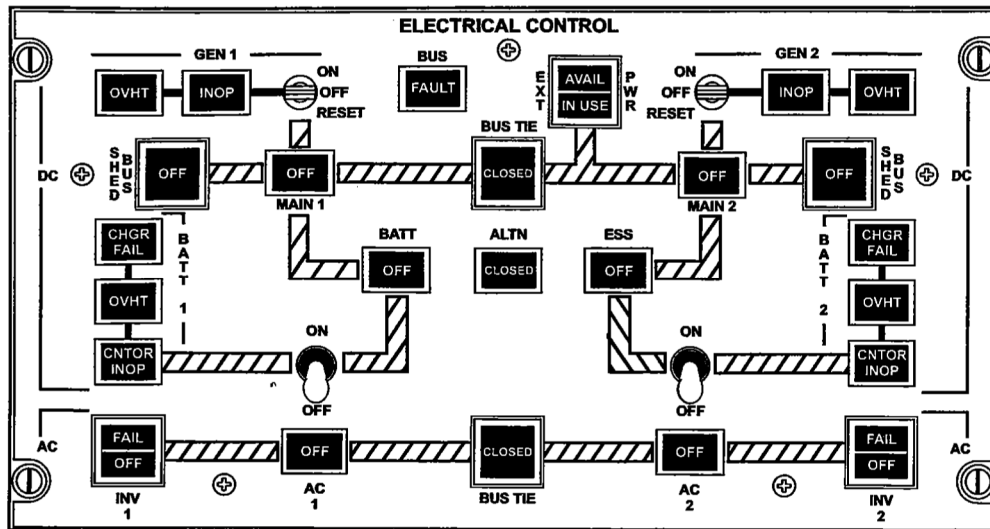 ELECTRICAL CONTROL
GEN 1
BUS
GEN 2
OVHT
INOP
ON
OFF
RESET
FAULT
EXT
AVAIL
IN USE
PWR
ON
OFF
RESET
INOP
OVHT
DC
SHED
BUS
OFF
OFF
MAIN 1
BUS TIE
CLOSED
OFF
MAIN 2
OFF
SHED
BUS
DC
CHGR
FAIL
OVHT
CNTOR
INOP
BATT 1
BATT
OFF
ALTN
CLOSED
ESS
OFF
BATT 2
CHGR
FAIL
OVHT
CNTOR
INOP
ON
OFF
ON
OFF
AC
FAIL
OFF
INV
1
OFF
AC
1
CLOSED
BUS TIE
OFF
AC
2
FAIL
OFF
INV
2
AC